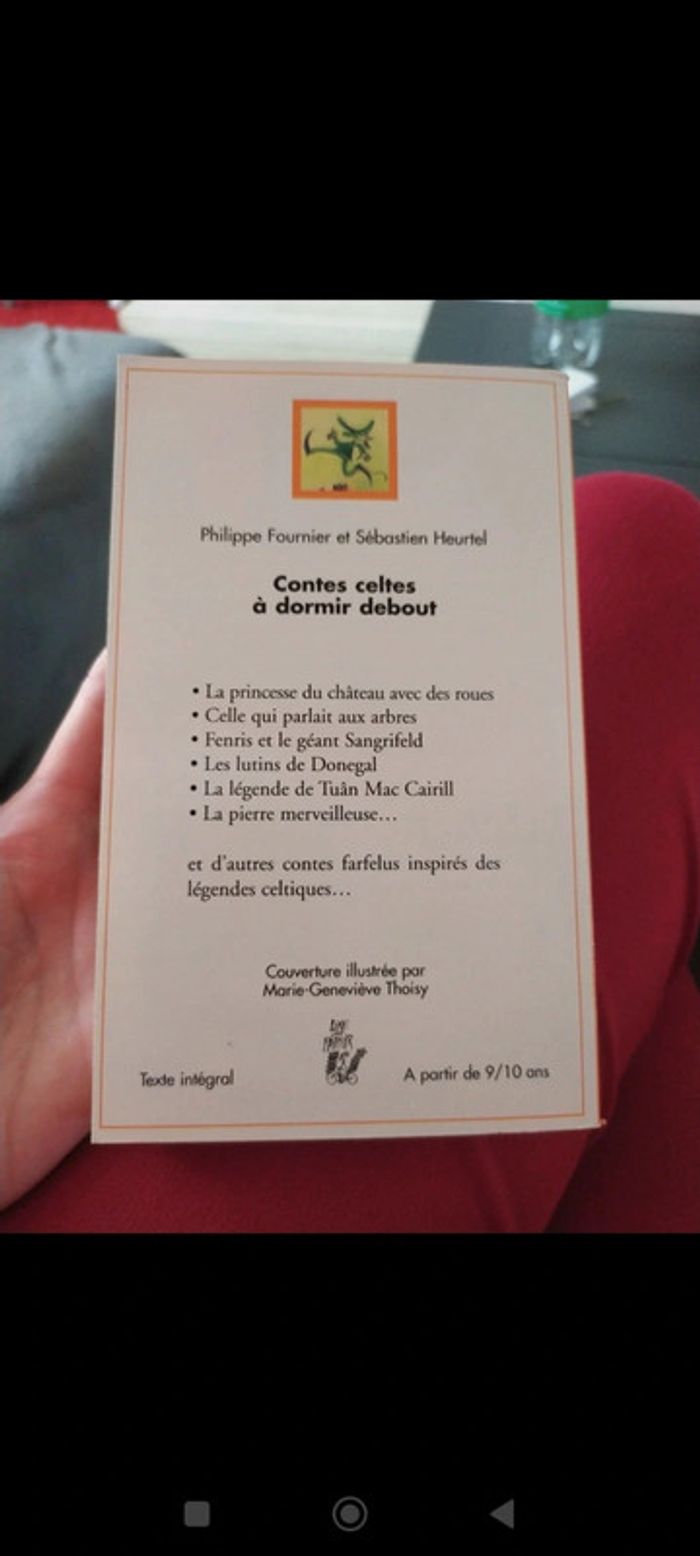 Philippe Fournier et Sébastien Heurtel
Contes celtes
à dormir debout
• La princesse du château avec des roues
• Celle qui parlait aux arbres
• Fenris et le géant Sangrifeld
• Les lutins de Donegal
• La légende de Tuân Mac Cairill
• La pierre merveilleuse...
et d'autres contes farfelus inspirés des
légendes celtiques...
Couverture illustrée par
Marie-Geneviève Thoisy
Texte intégral
A partir de 9/10 ans